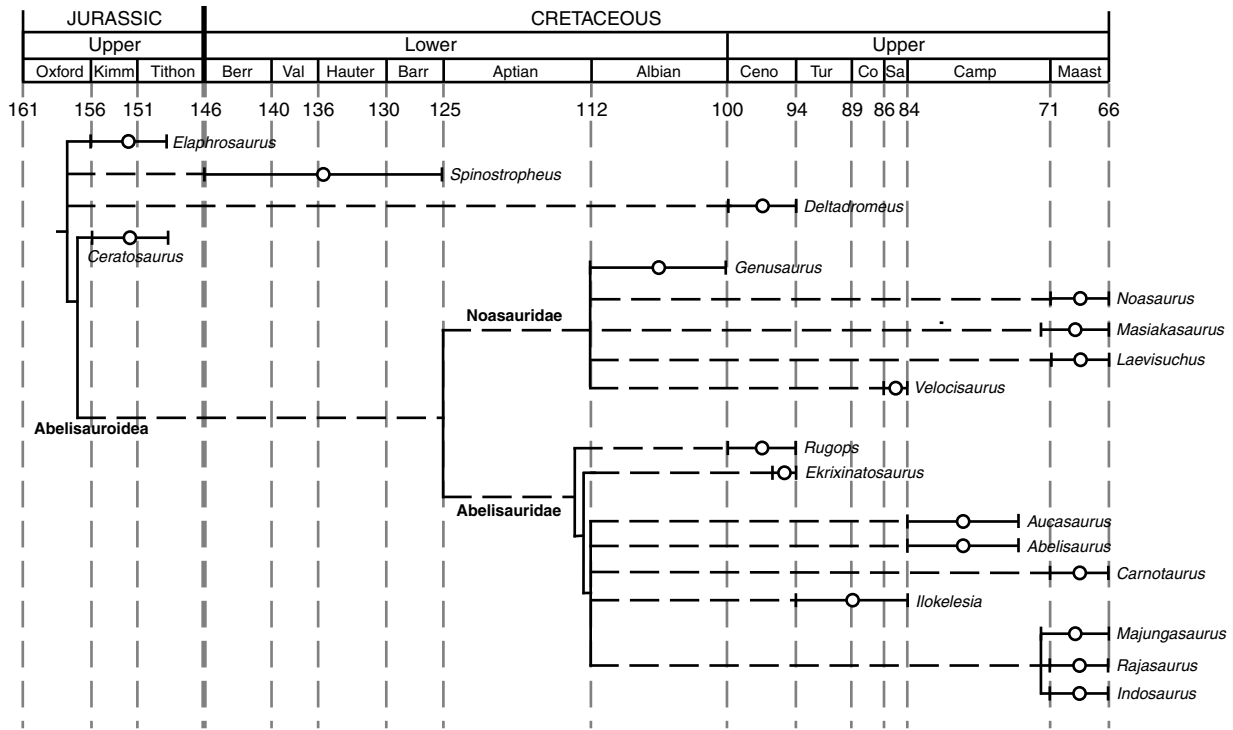 JURASSIC CRETACEOUS
Upper Lower Upper
Oxford Kimm Tithon Berr Val Hauter Barr Aptian Albian Ceno Tur Co Sa Camp Maast
161 156 151 146 140 136 130 125 112 100 94 89 86 84 71 66
Elaphrosaurus
Spinostropheus
Deltadromeus
Ceratosaurus
Genusaurus
Noasaurus
Noasauridae
Masiakasaurus
Laevisuchus
Velocisaurus
Abelisauroidea
Rugops
Ekrixinatosaurus
Abelisauridae
Aucasaurus
Abelisaurus
Carnotaurus
Ilokelesia
Majungasaurus
Rajasaurus
Indosaurus